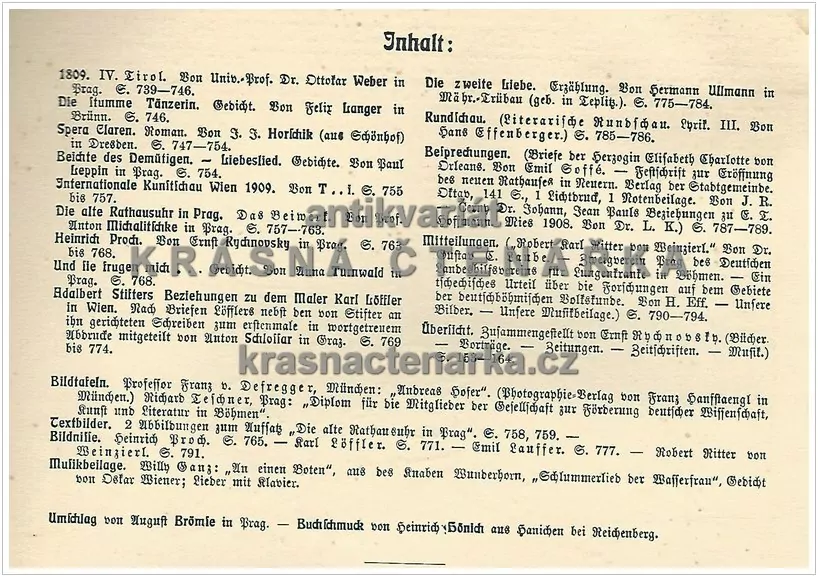 Inhalt:
1809. IV. Tirol. Von Univ.-Prof. Dr. Ottokar Weber in
Prag. S. 739—746.
Die stumme Tänzerin. Gedicht. Von Felix Langer in
Brünn. S. 746.
Spera Claren. Roman. Von J. J. Horschik (aus Schönhof)
in Dresden. S. 747—754.
Beichte des Demütigen. — Liebeslied. Gedichte. Von Paul
Leppin in Prag. S. 754.
Internationale Kunstschau Wien 1909. Von T . . i. S. 755
bis 757.
Die alte Rathausuhr in Prag. Das Beiwerk. Von Prof.
Anton Michalitschke in Prag. S. 757—763.
Heinrich Proch. Von Ernst Rychnovsky in Prag. S. 763
bis 768.
Und sie frugen mich . . Gedicht. Von Anna Turnwald in
Prag. S. 768.
Adalbert Stifters Beziehungen zu dem Maler Karl Löffler
in Wien. Nach Briefen Löfflers nebst den von Stifter an
ihn gerichteten Schreiben zum erstenmale in wortgetreuem
Abdrucke mitgeteilt von Anton Schlossar in Graz. S. 769
bis 774.
Die zweite Liebe. Erzählung. Von Hermann Ullmann in
Mähr.-Trübau (geb. in Teplitz). S. 775—784.
Rundschau. (Literarische Rundschau. Lyrik. III. Von
Hans Effenberger.) S. 785—786.
Besprechungen. (Briefe der Herzogin Elisabeth Charlotte von
Orleans. Von Emil Soffé. — Festschrift zur Eröffnung
des neuen Rathauses in Neuern. Verlag der Stadtgemeinde.
Oktav, 141 S., 1 Lichtdruck, 1 Notenbeilage. Von J. R.
Dr. Johann, Jean Pauls Beziehungen zu E. T.
Hoffmann. Mies 1908. Von Dr. L. K.) S. 787—789.
Mitteilungen. („Robert Karl Ritter von Weinzierl." Von Dr.
Gustav C. Laube. — Zweigverein Prag des Deutschen
Landeshilfsvereines für Lungenkranke in Böhmen. — Ein
tschechisches Urteil über die Forschungen auf dem Gebiete
der deutschböhmischen Volkskunde. Von H. Eff. — Unsere
Bilder. — Unsere Musikbeilage.) S. 790—794.
Übersicht. Zusammengestellt von Ernst Rychnovsky. (Bücher.
— Vorträge. — Zeitungen. — Zeitschriften. — Musik.)
S. 153—164.
antikvariát
KRÁSNÁ ČTENÁŘKA
krasnactenarka.cz
Bildtafeln. Professor Franz v. Defregger, München: „Andreas Hofer". (Photographie-Verlag von Franz Hanfstaengl in
München.) Richard Teschner, Prag: „Diplom für die Mitglieder der Gesellschaft zur Förderung deutscher Wissenschaft,
Kunst und Literatur in Böhmen".
Textbilder. 2 Abbildungen zum Aufsatz „Die alte Rathausuhr in Prag". S. 758, 759. —
Bildnisse. Heinrich Proch. S. 765. — Karl Löffler. S. 771. — Emil Lauffer. S. 777. — Robert Ritter von
Weinzierl. S. 791.
Musikbeilage. Willy Ganz: „An einen Boten", aus des Knaben Wunderhorn, „Schlummerlied der Wasserfrau", Gedicht
von Oskar Wiener; Lieder mit Klavier.
Umschlag von August Brömse in Prag. — Buchschmuck von Heinrich Hönich aus Hanichen bei Reichenberg.